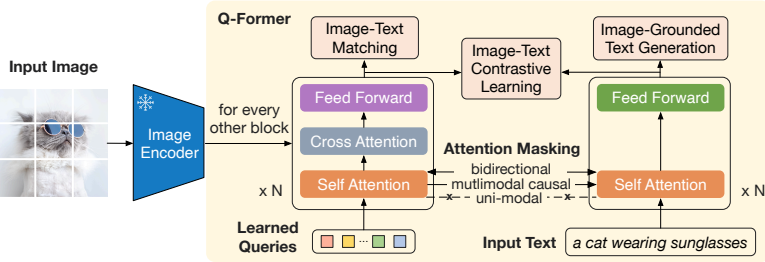 Q-Former
Image-Text
Matching
Image-Text
Contrastive
Learning
Image-Grounded
Text Generation
Input Image
Image
Encoder
for every
other block
Feed Forward
Cross Attention
Self Attention
x N
Attention Masking
bidirectional
mutlimodal causal
uni-modal
x
x
Feed Forward
Self Attention
x N
Learned
Queries
...
Input Text
a cat wearing sunglasses